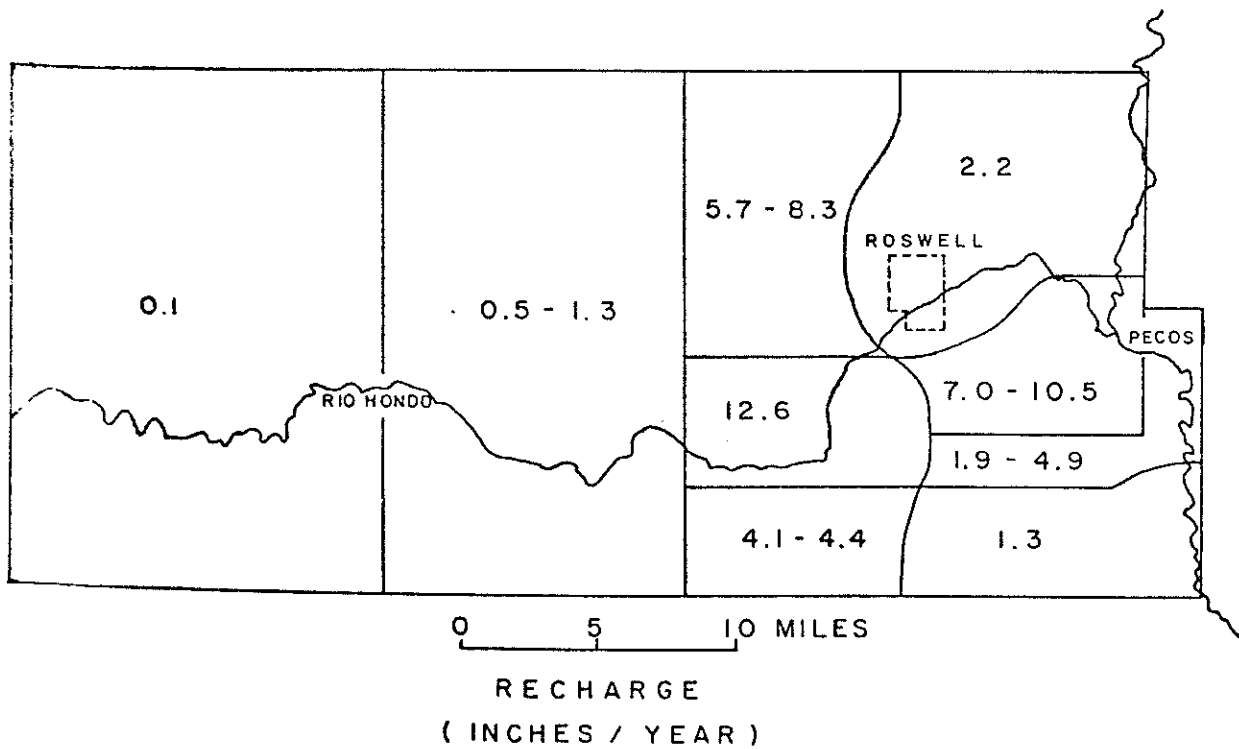 2.2
5.7 - 8.3
ROSWELL
0.1
0.5 - 1.3
PECOS
RIO HONDO
12.6
7.0 - 10.5
1.9 - 4.9
4.1 - 4.4
1.3
0 5 10 MILES
RECHARGE
( INCHES / YEAR )